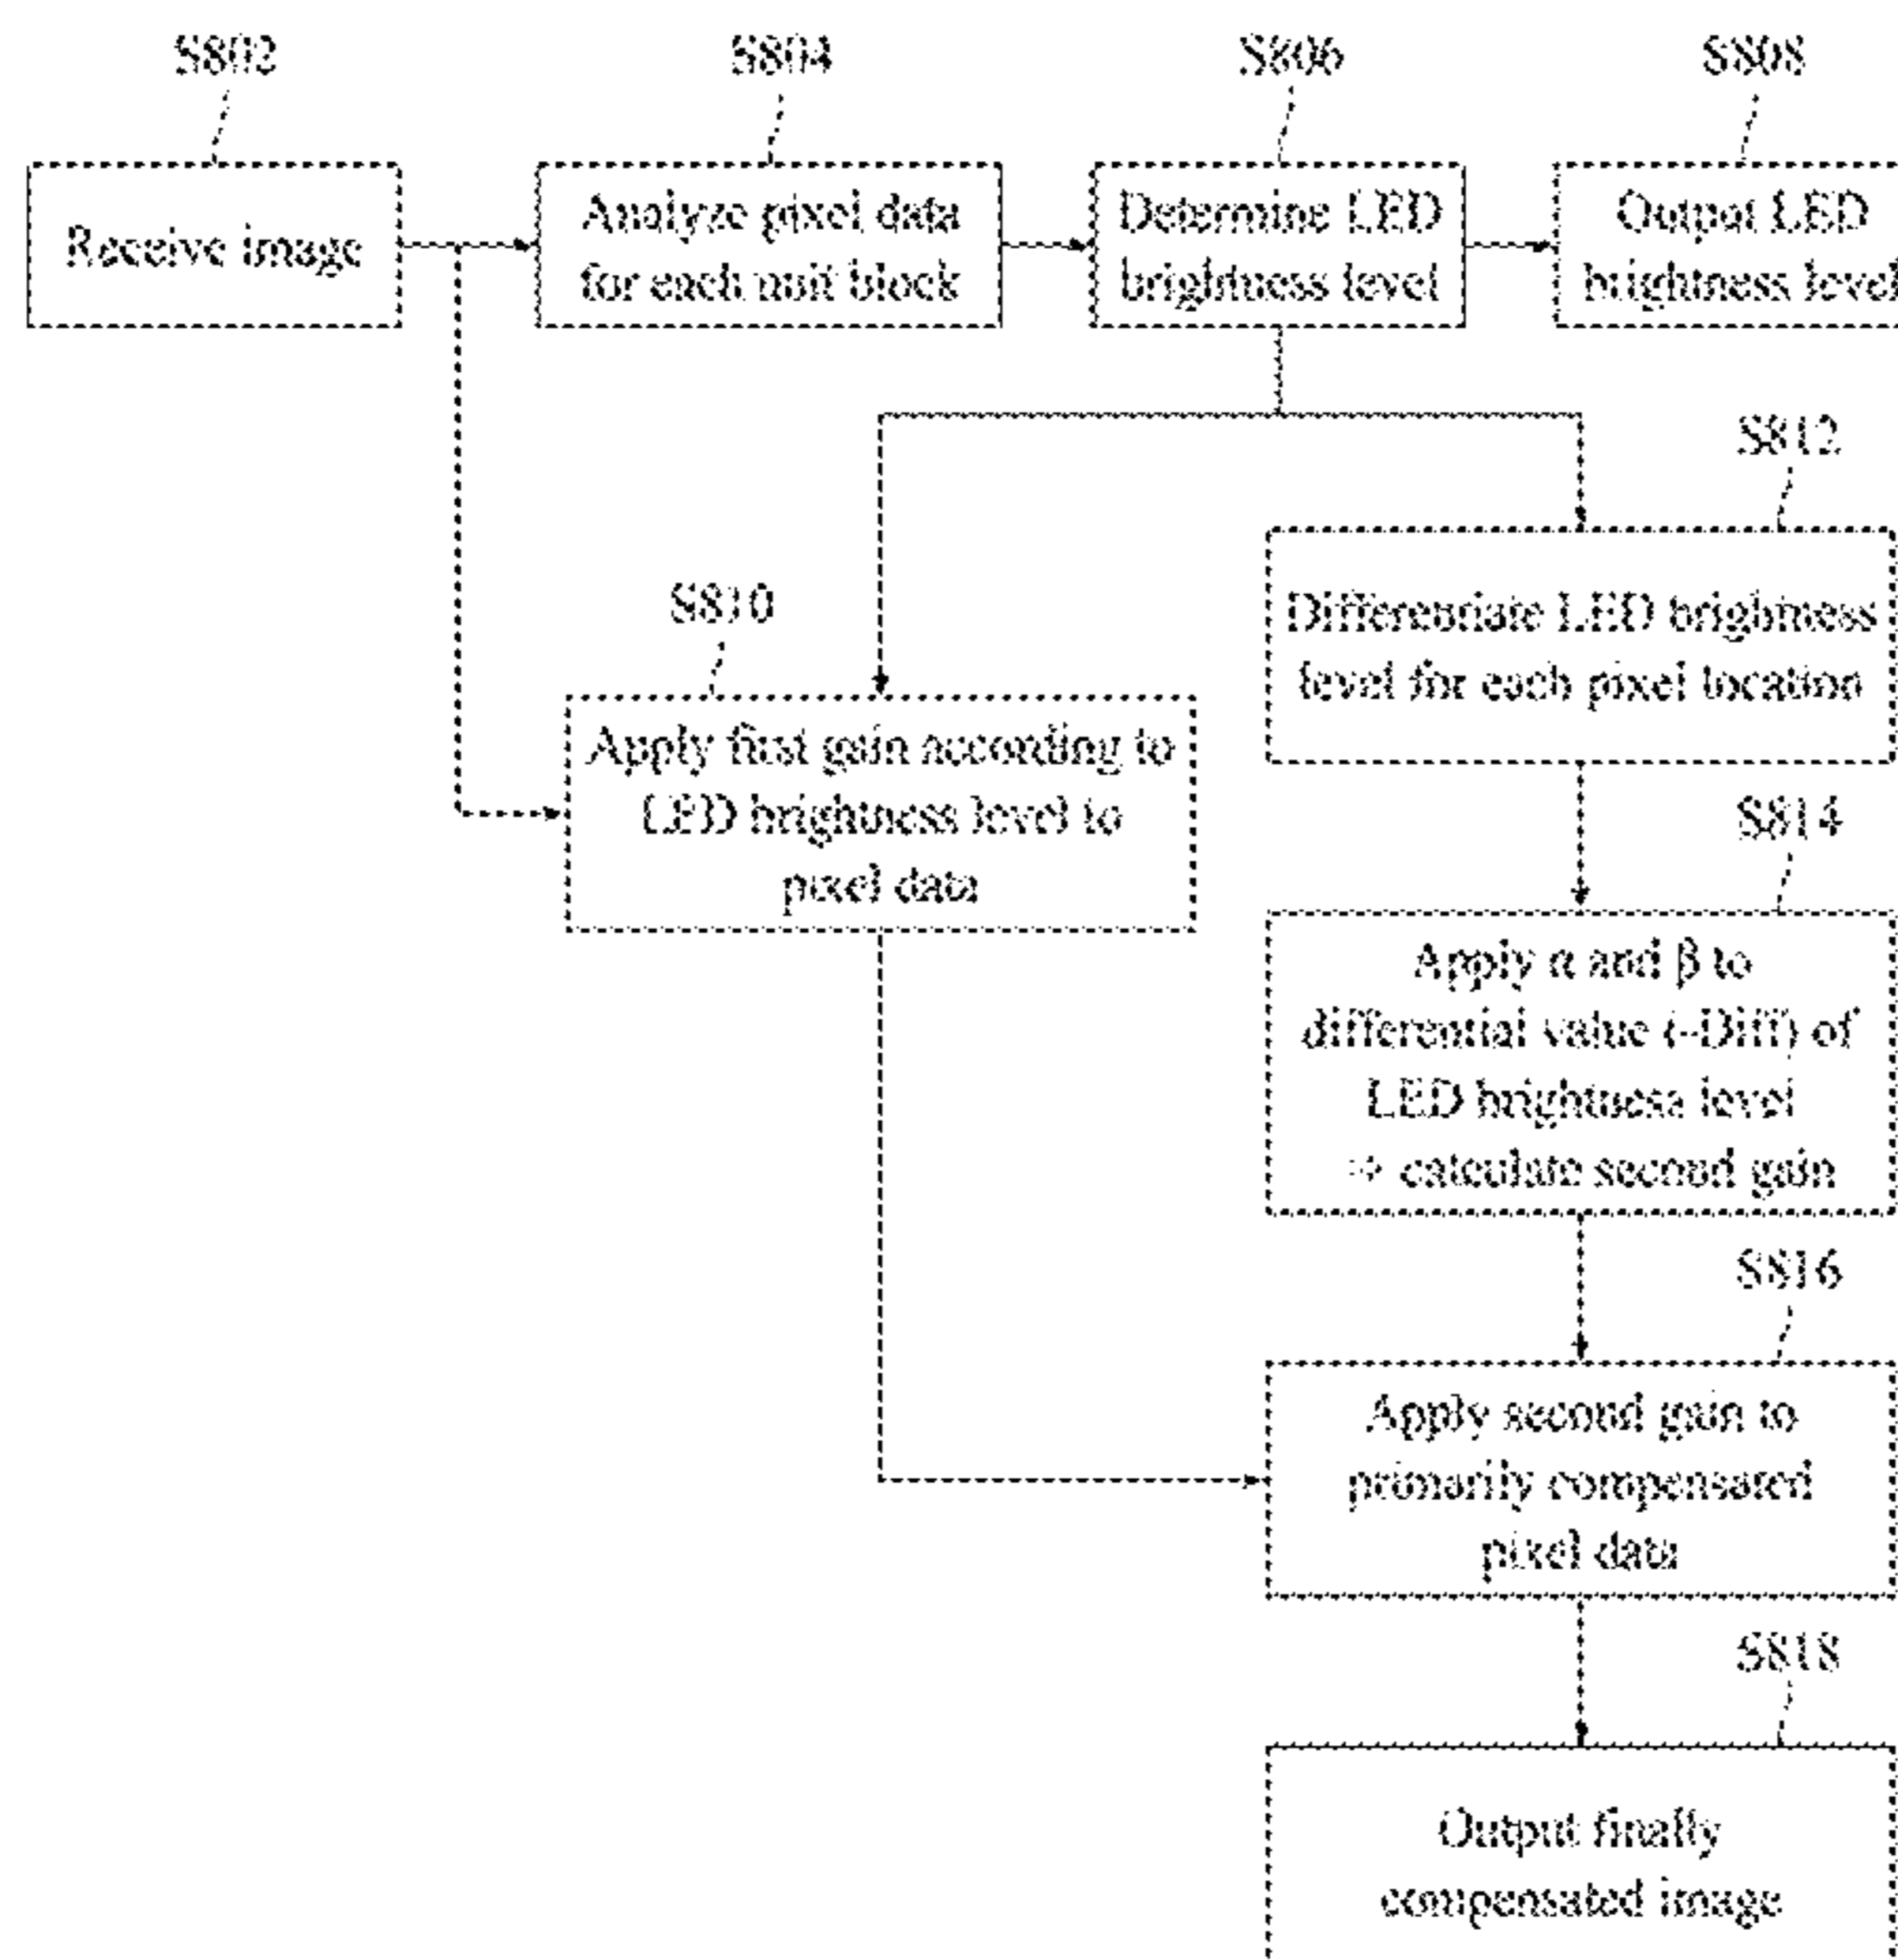 S802
S804
S806
S808
Receive image
Analyze pixel data
for each unit block
Determine LED
brightness level
Output LED
brightness level
S812
Differentiate LED brightness
level for each pixel location
S810
Apply first gain according to
LED brightness level to
pixel data
S814
Apply α and β to
differential value (-Diff) of
LED brightness level
⇒ calculate second gain
S816
Apply second gain to
primarily compensated
pixel data
S818
Output finally
compensated image